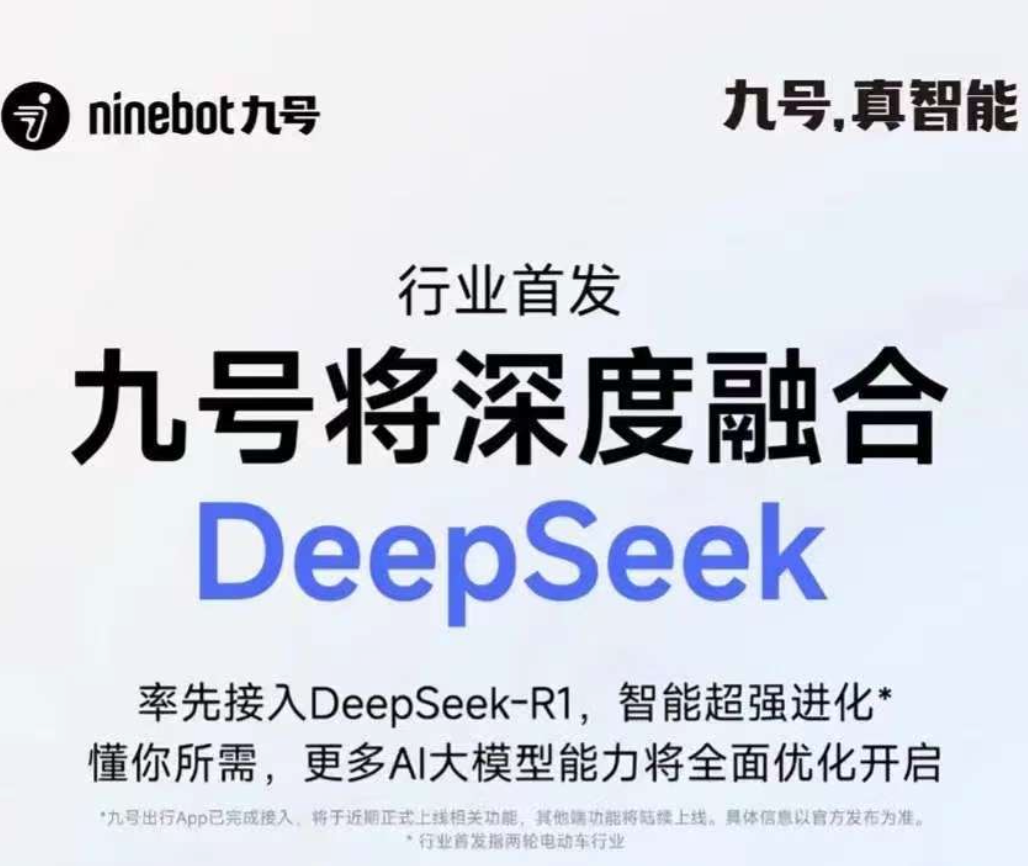 ninebot九号
九号,真智能
行业首发
九号将深度融合
DeepSeek
率先接入DeepSeek-R1，智能超强进化*
懂你所需，更多AI大模型能力将全面优化开启
*九号出行App已完成接入、将于近期正式上线相关功能，其他端功能将陆续上线。具体信息以官方发布为准。
* 行业首发指两轮电动车行业